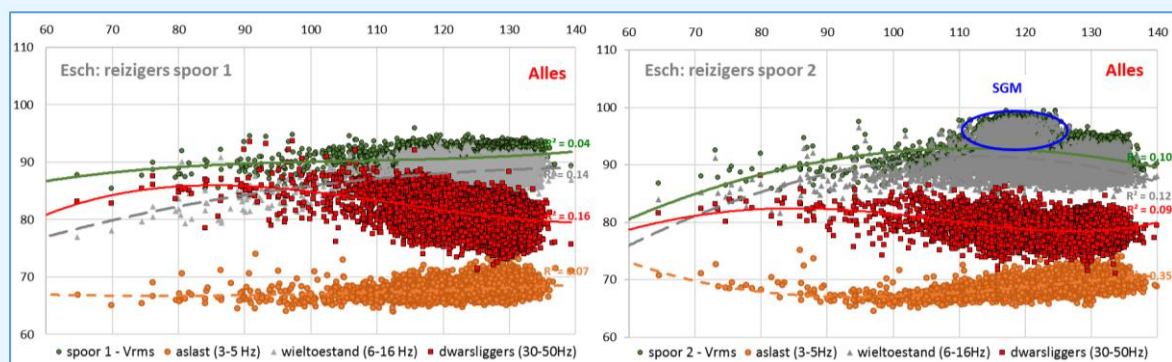 60 70 80 90 100 110 120 130 140
110
100
90
80
70
60
Esch: reizigers spoor 1
Alles
R² = 0.04
R² = 0.14
R² = 0.16
R² = 0.07
spoor 1 - Vrms aslast (3-5 Hz) wieltoestand (6-16 Hz) dwarsliggers (30-50Hz)
60 70 80 90 100 110 120 130 140
110
100
90
80
70
60
Esch: reizigers spoor 2
Alles
SGM
R² = 0.10
R² = 0.12
R² = 0.09
0.35
spoor 2 - Vrms aslast (3-5Hz) wieltoestand (6-16 Hz) dwarsliggers (30-50Hz)